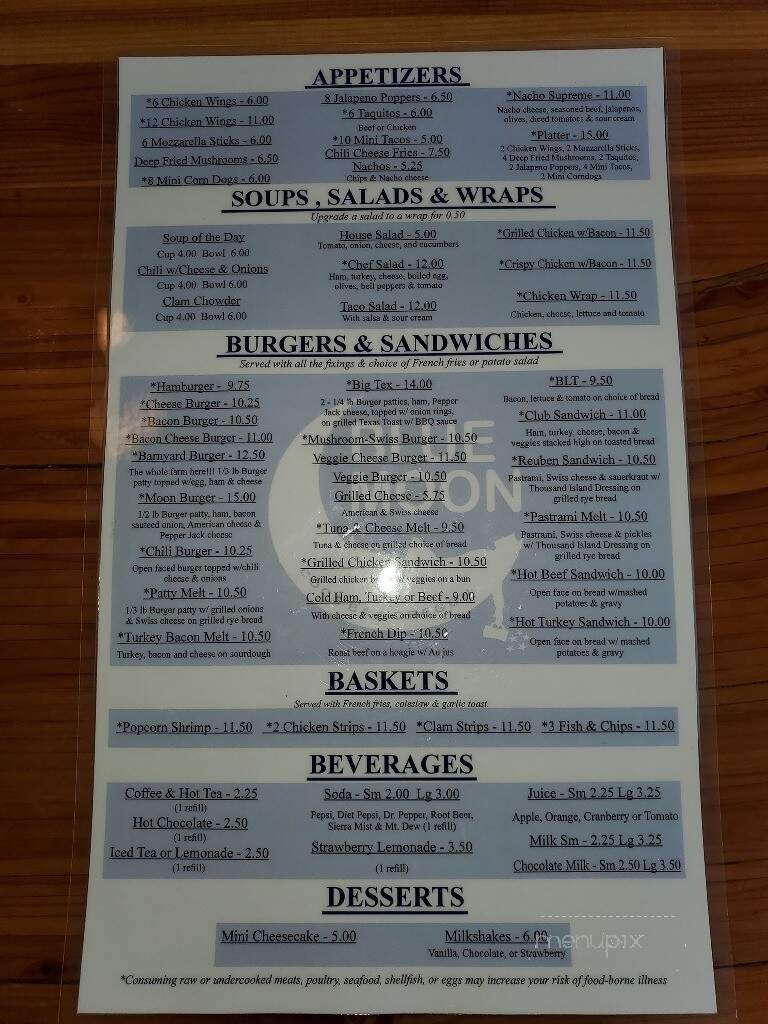 APPETIZERS
*6 Chicken Wings - 6.00
*12 Chicken Wings - 11.00
6 Mozzarella Sticks - 6.00
Deep Fried Mushrooms - 6.50
*8 Mini Corn Dogs - 6.00
8 Jalapeno Poppers - 6.50
*6 Taquitos - 6.00
Beef or Chicken
*10 Mini Tacos - 5.00
Chili Cheese Fries - 7.50
Nachos - 5.25
Chips & Nacho cheese
*Nacho Supreme - 11.00
Nacho cheese, seasoned beef, jalapenos,
olives, diced tomatoes & sour cream
*Platter - 15.00
2 Chicken Wings, 2 Mozzarella Sticks,
4 Deep Fried Mushrooms, 2 Taquitos,
2 Jalapeno Poppers, 4 Mini Tacos,
2 Mini Corndogs
SOUPS , SALADS & WRAPS
Upgrade a salad to a wrap for 0.50
Soup of the Day
Cup 4.00 Bowl 6.00
Chili w/Cheese & Onions
Cup 4.00 Bowl 6.00
Clam Chowder
Cup 4.00 Bowl 6.00
House Salad - 5.00
Tomato, onion, cheese, and cucumbers
*Chef Salad - 12.00
Ham, turkey, cheese, boiled egg,
olives, bell peppers & tomato
Taco Salad - 12.00
With salsa & sour cream
*Grilled Chicken w/Bacon - 11.50
*Crispy Chicken w/Bacon - 11.50
*Chicken Wrap - 11.50
Chicken, cheese, lettuce and tomato
BURGERS & SANDWICHES
Served with all the fixings & choice of French fries or potato salad
*Hamburger - 9.75
*Cheese Burger - 10.25
*Bacon Burger - 10.50
*Bacon Cheese Burger - 11.00
*Barnyard Burger - 12.50
The whole farm here!!! 1/3 lb Burger
patty topped w/egg, ham & cheese
*Moon Burger - 15.00
1/2 lb Burger patty, ham, bacon
sauteed onion, American cheese &
Pepper Jack cheese
*Chili Burger - 10.25
Open faced burger topped w/chili
cheese & onions
*Patty Melt - 10.50
1/3 lb Burger patty w/ grilled onions
& Swiss cheese on grilled rye bread
*Turkey Bacon Melt - 10.50
Turkey, bacon and cheese on sourdough
*Big Tex - 14.00
2 - 1/4 lb Burger patties, ham, Pepper
Jack cheese, topped w/ onion rings,
on grilled Texas Toast w/ BBQ sauce
*Mushroom-Swiss Burger - 10.50
Veggie Cheese Burger - 11.50
Veggie Burger - 10.50
Grilled Cheese - 5.75
American & Swiss cheese
*Tuna & Cheese Melt - 9.50
Tuna & cheese on grilled choice of bread
*Grilled Chicken Sandwich - 10.50
Grilled chicken veggies on a bun
Cold Ham, Turkey or Beef - 9.00
With cheese & veggies on choice of bread
*French Dip - 10.50
Roast beef on a hoagie w/ Au jus
*BLT - 9.50
Bacon, lettuce & tomato on choice of bread
*Club Sandwich - 11.00
Ham, turkey, cheese, bacon &
veggies stacked high on toasted bread
*Reuben Sandwich - 10.50
Pastrami, Swiss cheese & sauerkraut w/
Thousand Island Dressing on
grilled rye bread
*Pastrami Melt - 10.50
Pastrami, Swiss cheese & pickles
w/ Thousand Island Dressing on
grilled rye bread
*Hot Beef Sandwich - 10.00
Open face on bread w/mashed
potatoes & gravy
*Hot Turkey Sandwich - 10.00
Open face on bread w/ mashed
potatoes & gravy
BASKETS
Served with French fries, coleslaw & garlic toast.
*Popcorn Shrimp - 11.50 *2 Chicken Strips - 11.50 *Clam Strips - 11.50 *3 Fish & Chips - 11.50
BEVERAGES
Coffee & Hot Tea - 2.25
(1 refill)
Hot Chocolate - 2.50
(1 refill)
Iced Tea or Lemonade - 2.50
(1 refill)
Soda - Sm 2.00 Lg 3.00
Pepsi, Diet Pepsi, Dr. Pepper, Root Beer,
Sierra Mist & Mt. Dew (1 refill)
Strawberry Lemonade - 3.50
(1 refill)
Juice - Sm 2.25 Lg 3.25
Apple, Orange, Cranberry or Tomato
Milk Sm - 2.25 Lg 3.25
Chocolate Milk - Sm 2.50 Lg 3.50
DESSERTS
Mini Cheesecake - 5.00
Milkshakes - 6.00
Vanilla, Chocolate, or Strawberry
menupix
*Consuming raw or undercooked meats, poultry, seafood, shellfish, or eggs may increase your risk of food-borne illness